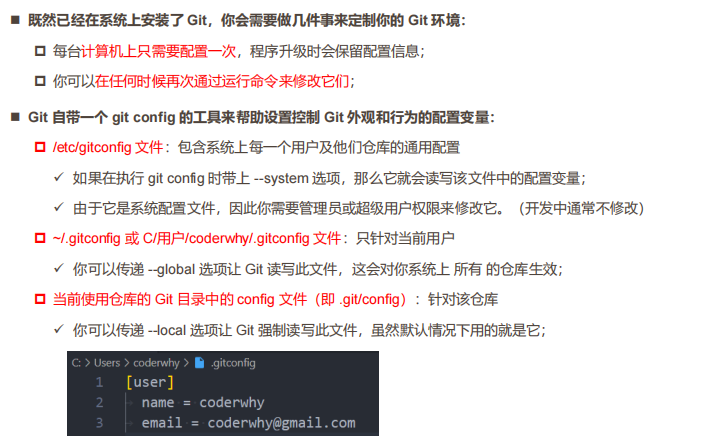 既然已经在系统上安装了 Git，你会需要做几件事来定制你的 Git 环境：
每台计算机上只需要配置一次，程序升级时会保留配置信息；
你可以在任何时候再次通过运行命令来修改它们；
Git 自带一个 git config 的工具来帮助设置控制 Git 外观和行为的配置变量：
/etc/gitconfig 文件：包含系统上每一个用户及他们仓库的通用配置
✓ 如果在执行 git config 时带上 --system 选项，那么它就会读写该文件中的配置变量；
✓ 由于它是系统配置文件，因此你需要管理员或超级用户权限来修改它。（开发中通常不修改）
~/.gitconfig 或 C/用户/coderwhy/.gitconfig 文件：只针对当前用户
✓ 你可以传递 --global 选项让 Git 读写此文件，这会对你系统上 所有 的仓库生效；
当前使用仓库的 Git 目录中的 config 文件（即 .git/config）：针对该仓库
✓ 你可以传递 --local 选项让 Git 强制读写此文件，虽然默认情况下用的就是它；
C: > Users > coderwhy > .gitconfig
1 [user]
2 name = coderwhy
3 email = coderwhy@gmail.com